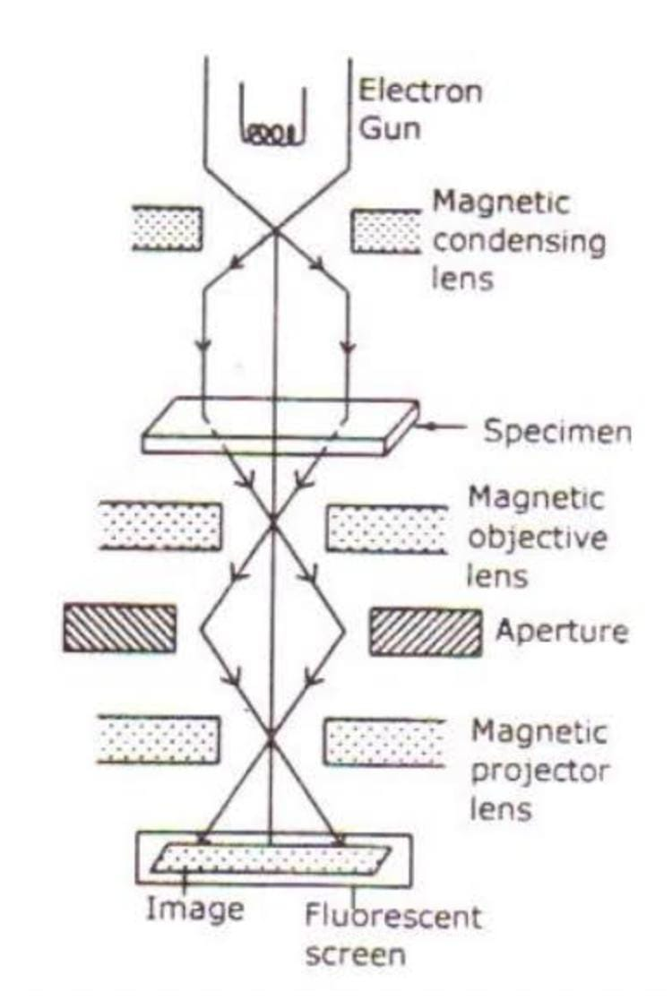 Electron
Gun
Magnetic
condensing
lens
Specimen
Magnetic
objective
lens
Aperture
Magnetic
projector
lens
Image
Fluorescent
screen